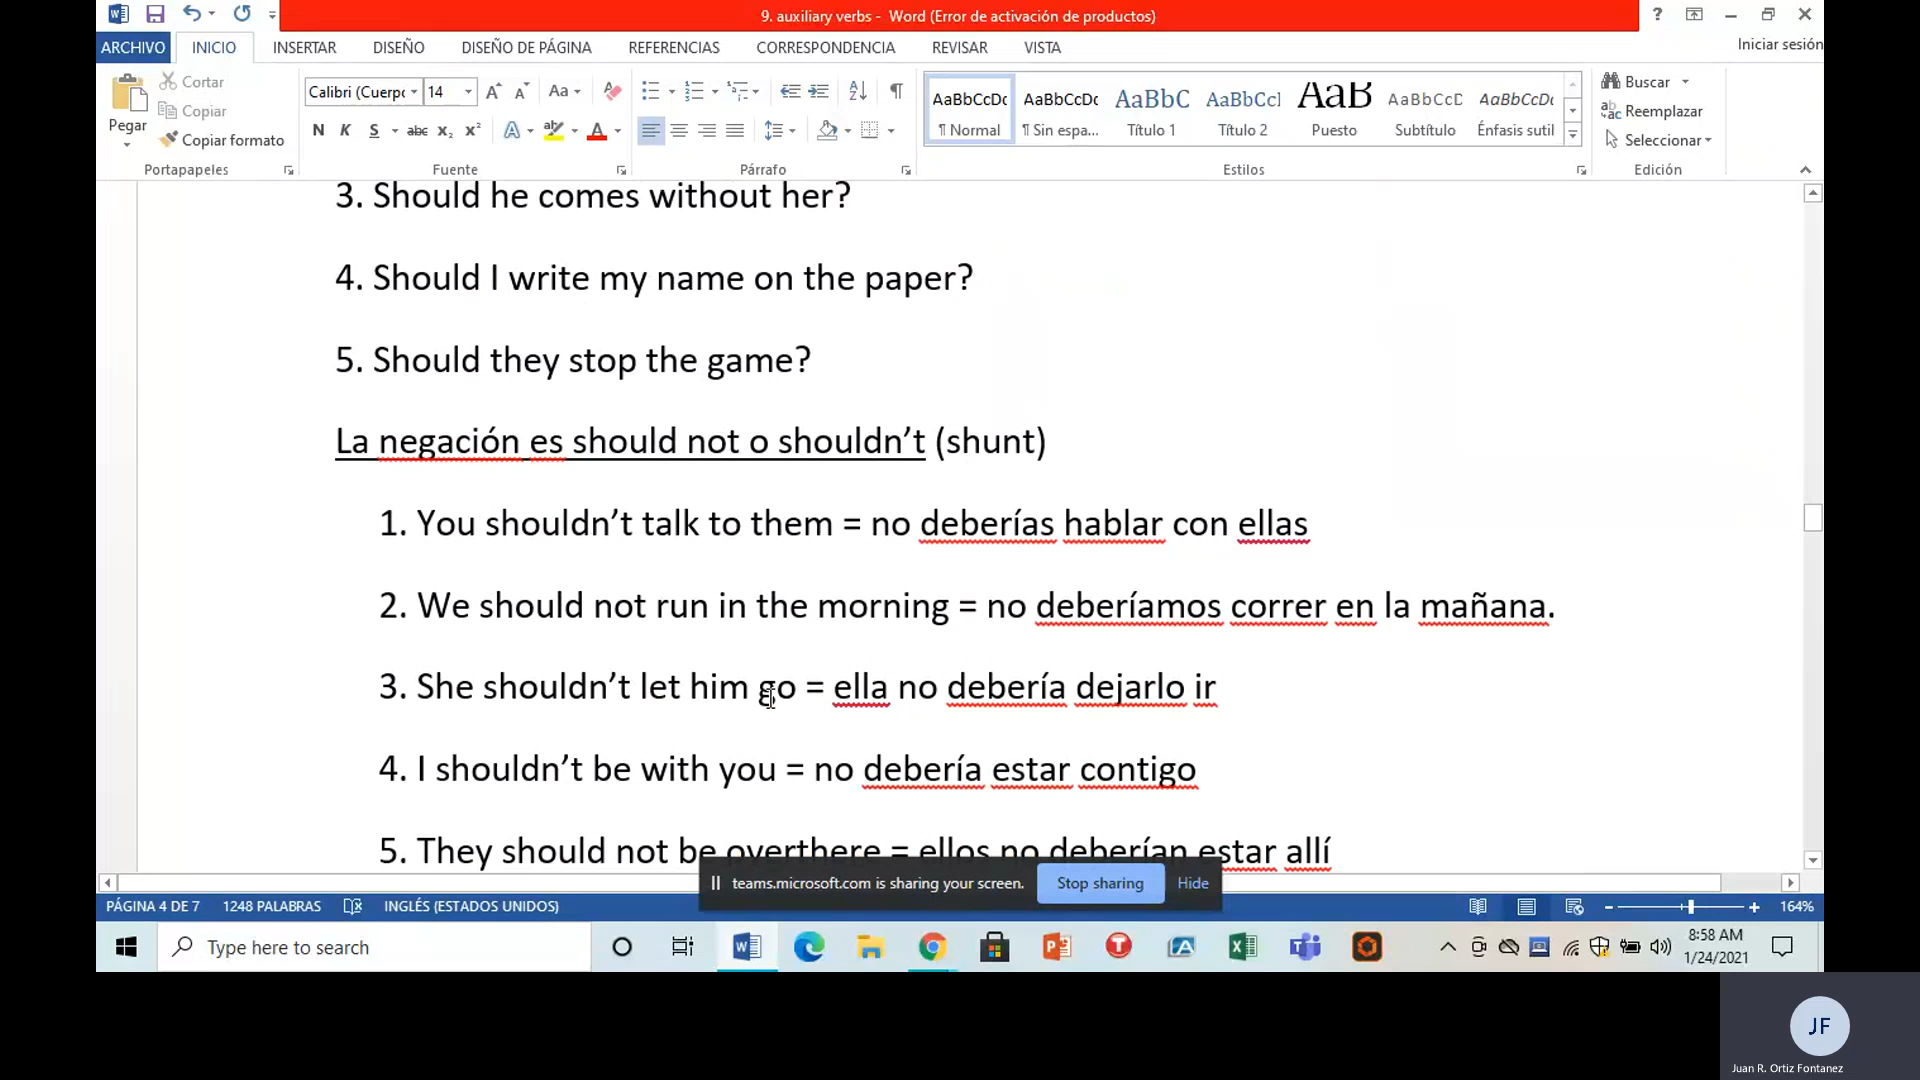 9. auxiliary verbs - Word (Error de activación de productos)
ARCHIVO INICIO INSERTAR DISEÑO DISEÑO DE PÁGINA REFERENCIAS CORRESPONDENCIA REVISAR VISTA Iniciar sesión
Pegar
Cortar
Copiar
Copiar formato
Calibri (Cuerpo 14
AaBbCcDc AaBbCcDc AaBbC AaBbCcI AaB AaBbCcD AaBbCcDc
¶ Normal ¶ Sin espa... Título 1 Título 2 Puesto Subtítulo Énfasis sutil
Buscar
Reemplazar
Seleccionar
Portapapeles Fuente Párrafo Estilos Edición
3. Should he comes without her?
4. Should I write my name on the paper?
5. Should they stop the game?
La negación es should not o shouldn’t (shunt)
1. You shouldn’t talk to them = no deberías hablar con ellas
2. We should not run in the morning = no deberíamos correr en la mañana.
3. She shouldn’t let him go = ella no debería dejarlo ir
4. I shouldn’t be with you = no debería estar contigo
5. They should not be overthere = ellos no deberían estar allí
teams.microsoft.com is sharing your screen. Stop sharing Hide
PÁGINA 4 DE 7 1248 PALABRAS INGLÉS (ESTADOS UNIDOS) 164%
Type here to search
8:58 AM
1/24/2021
JF
Juan R. Ortiz Fontanez